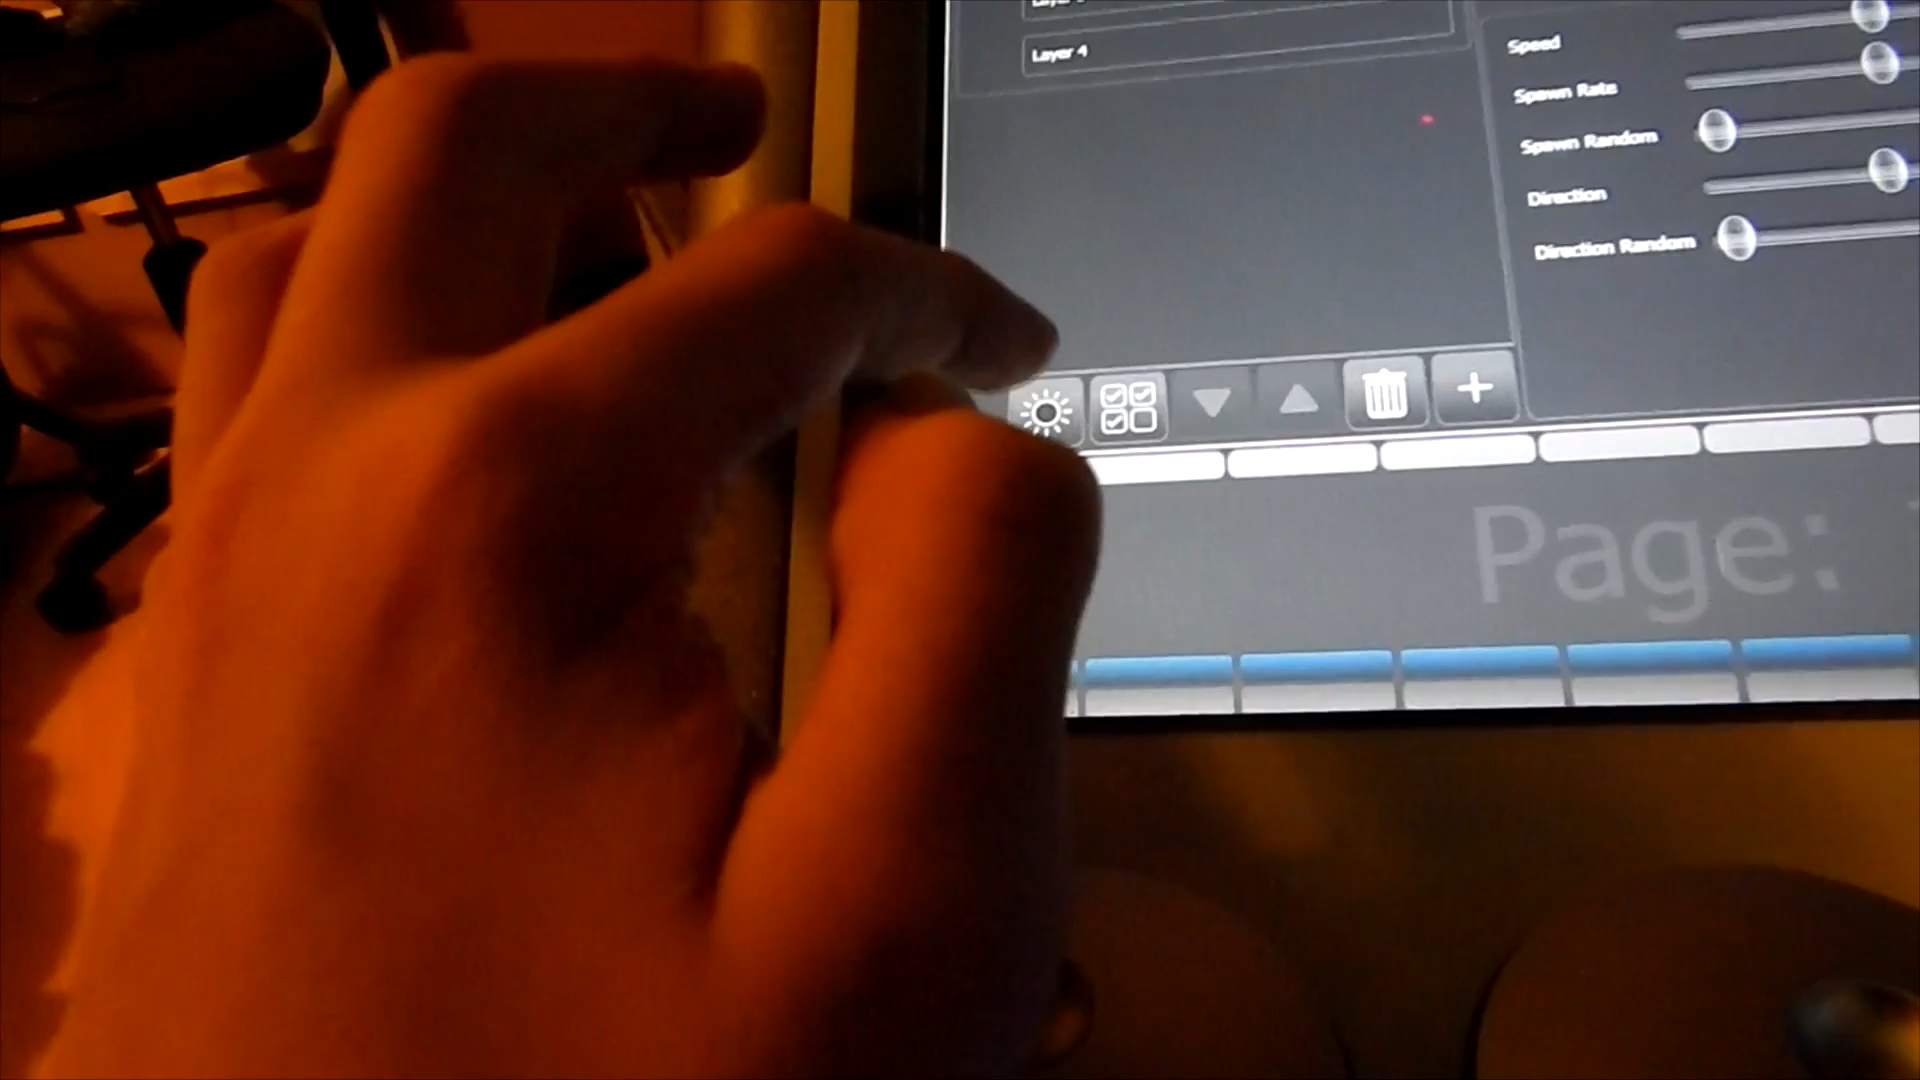 Layer 4
Speed
Spawn Rate
Spawn Random
Direction
Direction Random
Page: